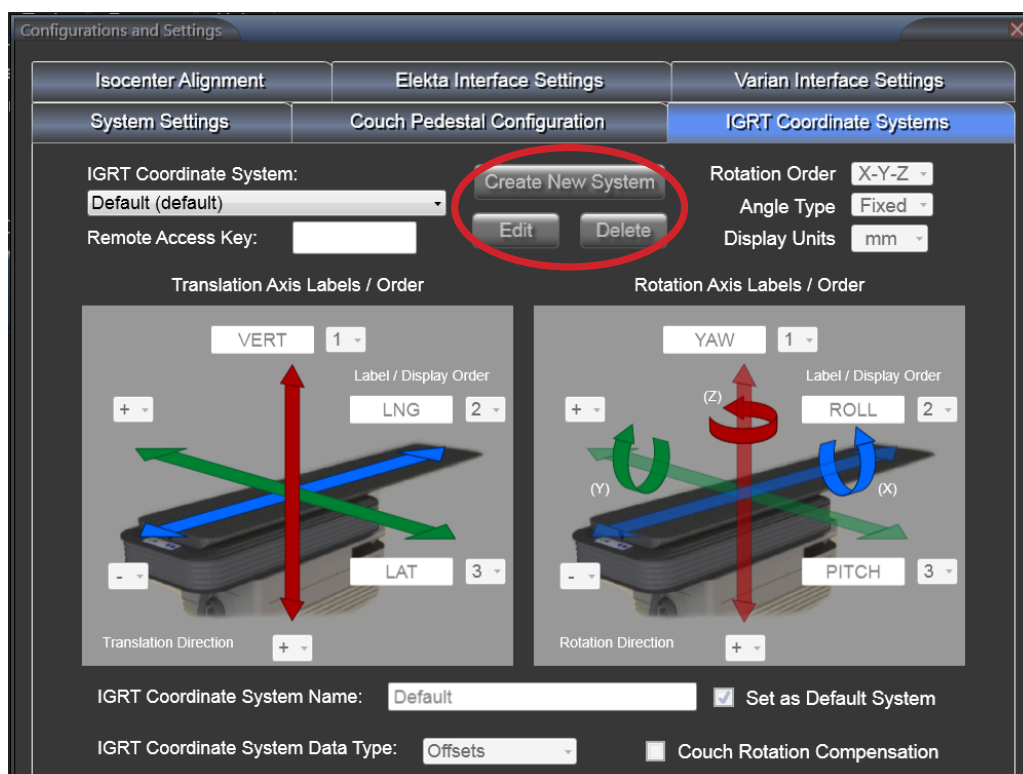 Configurations and Settings
Isocenter Alignment Elekta Interface Settings Varian Interface Settings
System Settings Couch Pedestal Configuration IGRT Coordinate Systems
IGRT Coordinate System: Create New System Rotation Order X-Y-Z
Default (default) Angle Type Fixed
Remote Access Key: Edit Delete Display Units mm
Translation Axis Labels / Order Rotation Axis Labels / Order
VERT 1 YAW 1
Label / Display Order Label / Display Order
+ LNG 2 + (Z) ROLL 2
(Y) (X)
- LAT 3 - PITCH 3
Translation Direction + Rotation Direction +
IGRT Coordinate System Name: Default Set as Default System
IGRT Coordinate System Data Type: Offsets Couch Rotation Compensation